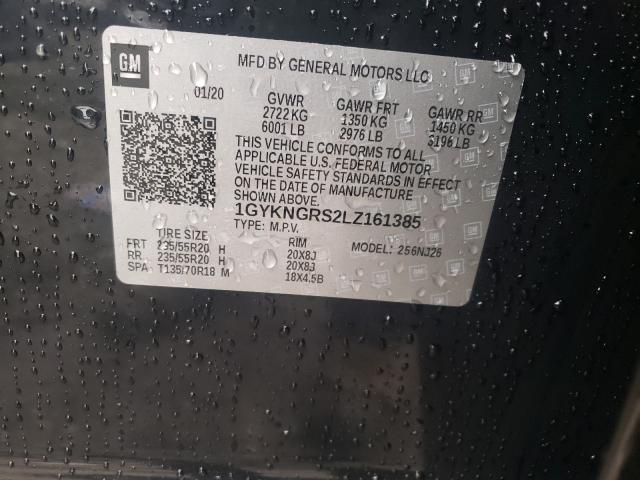 GM
MFD BY GENERAL MOTORS LLC
01/20 GVWR GAWR FRT GAWR RR
2722 KG 1350 KG 1450 KG
6001 LB 2976 LB 3196 LB
THIS VEHICLE CONFORMS TO ALL
APPLICABLE U.S. FEDERAL MOTOR
VEHICLE SAFETY STANDARDS IN EFFECT
ON THE DATE OF MANUFACTURE
SHOWN ABOVE.
1GYKNGRS2LZ161385
TYPE: M.P.V. MODEL: 256NJ26
TIRE SIZE RIM
FRT 235/55R20 H 20X8J
RR. 235/55R20 H 20X8J
SPA T135/70R18 M 18X4.5B